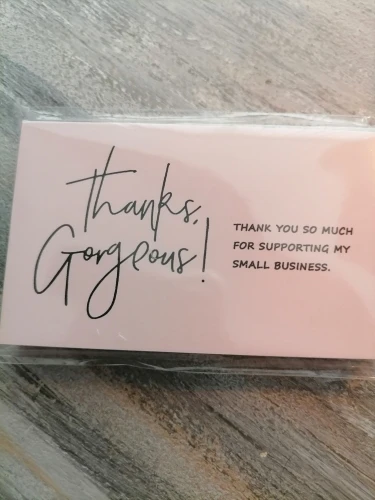 thanks,
Gorgeous!
THANK YOU SO MUCH
FOR SUPPORTING MY
SMALL BUSINESS.